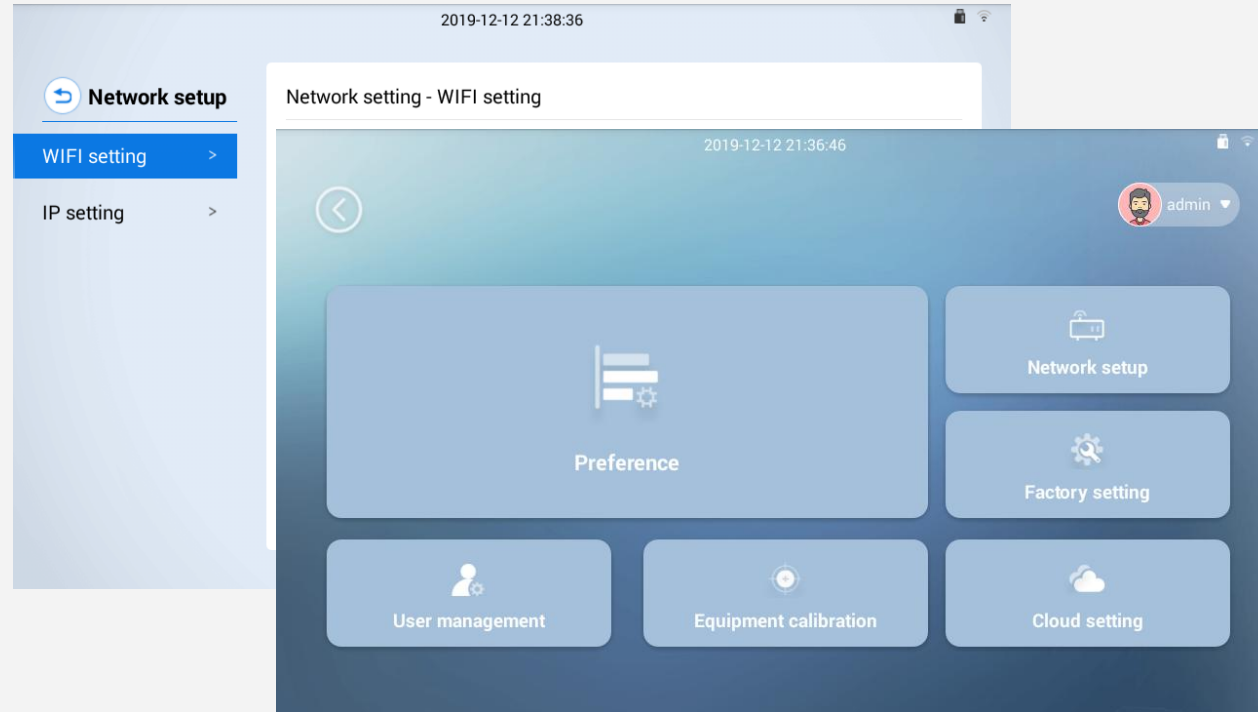 2019-12-12 21:38:36
Network setup
Network setting - WIFI setting
WIFI setting >
IP setting >
2019-12-12 21:36:46
admin
Preference
Network setup
Factory setting
User management
Equipment calibration
Cloud setting